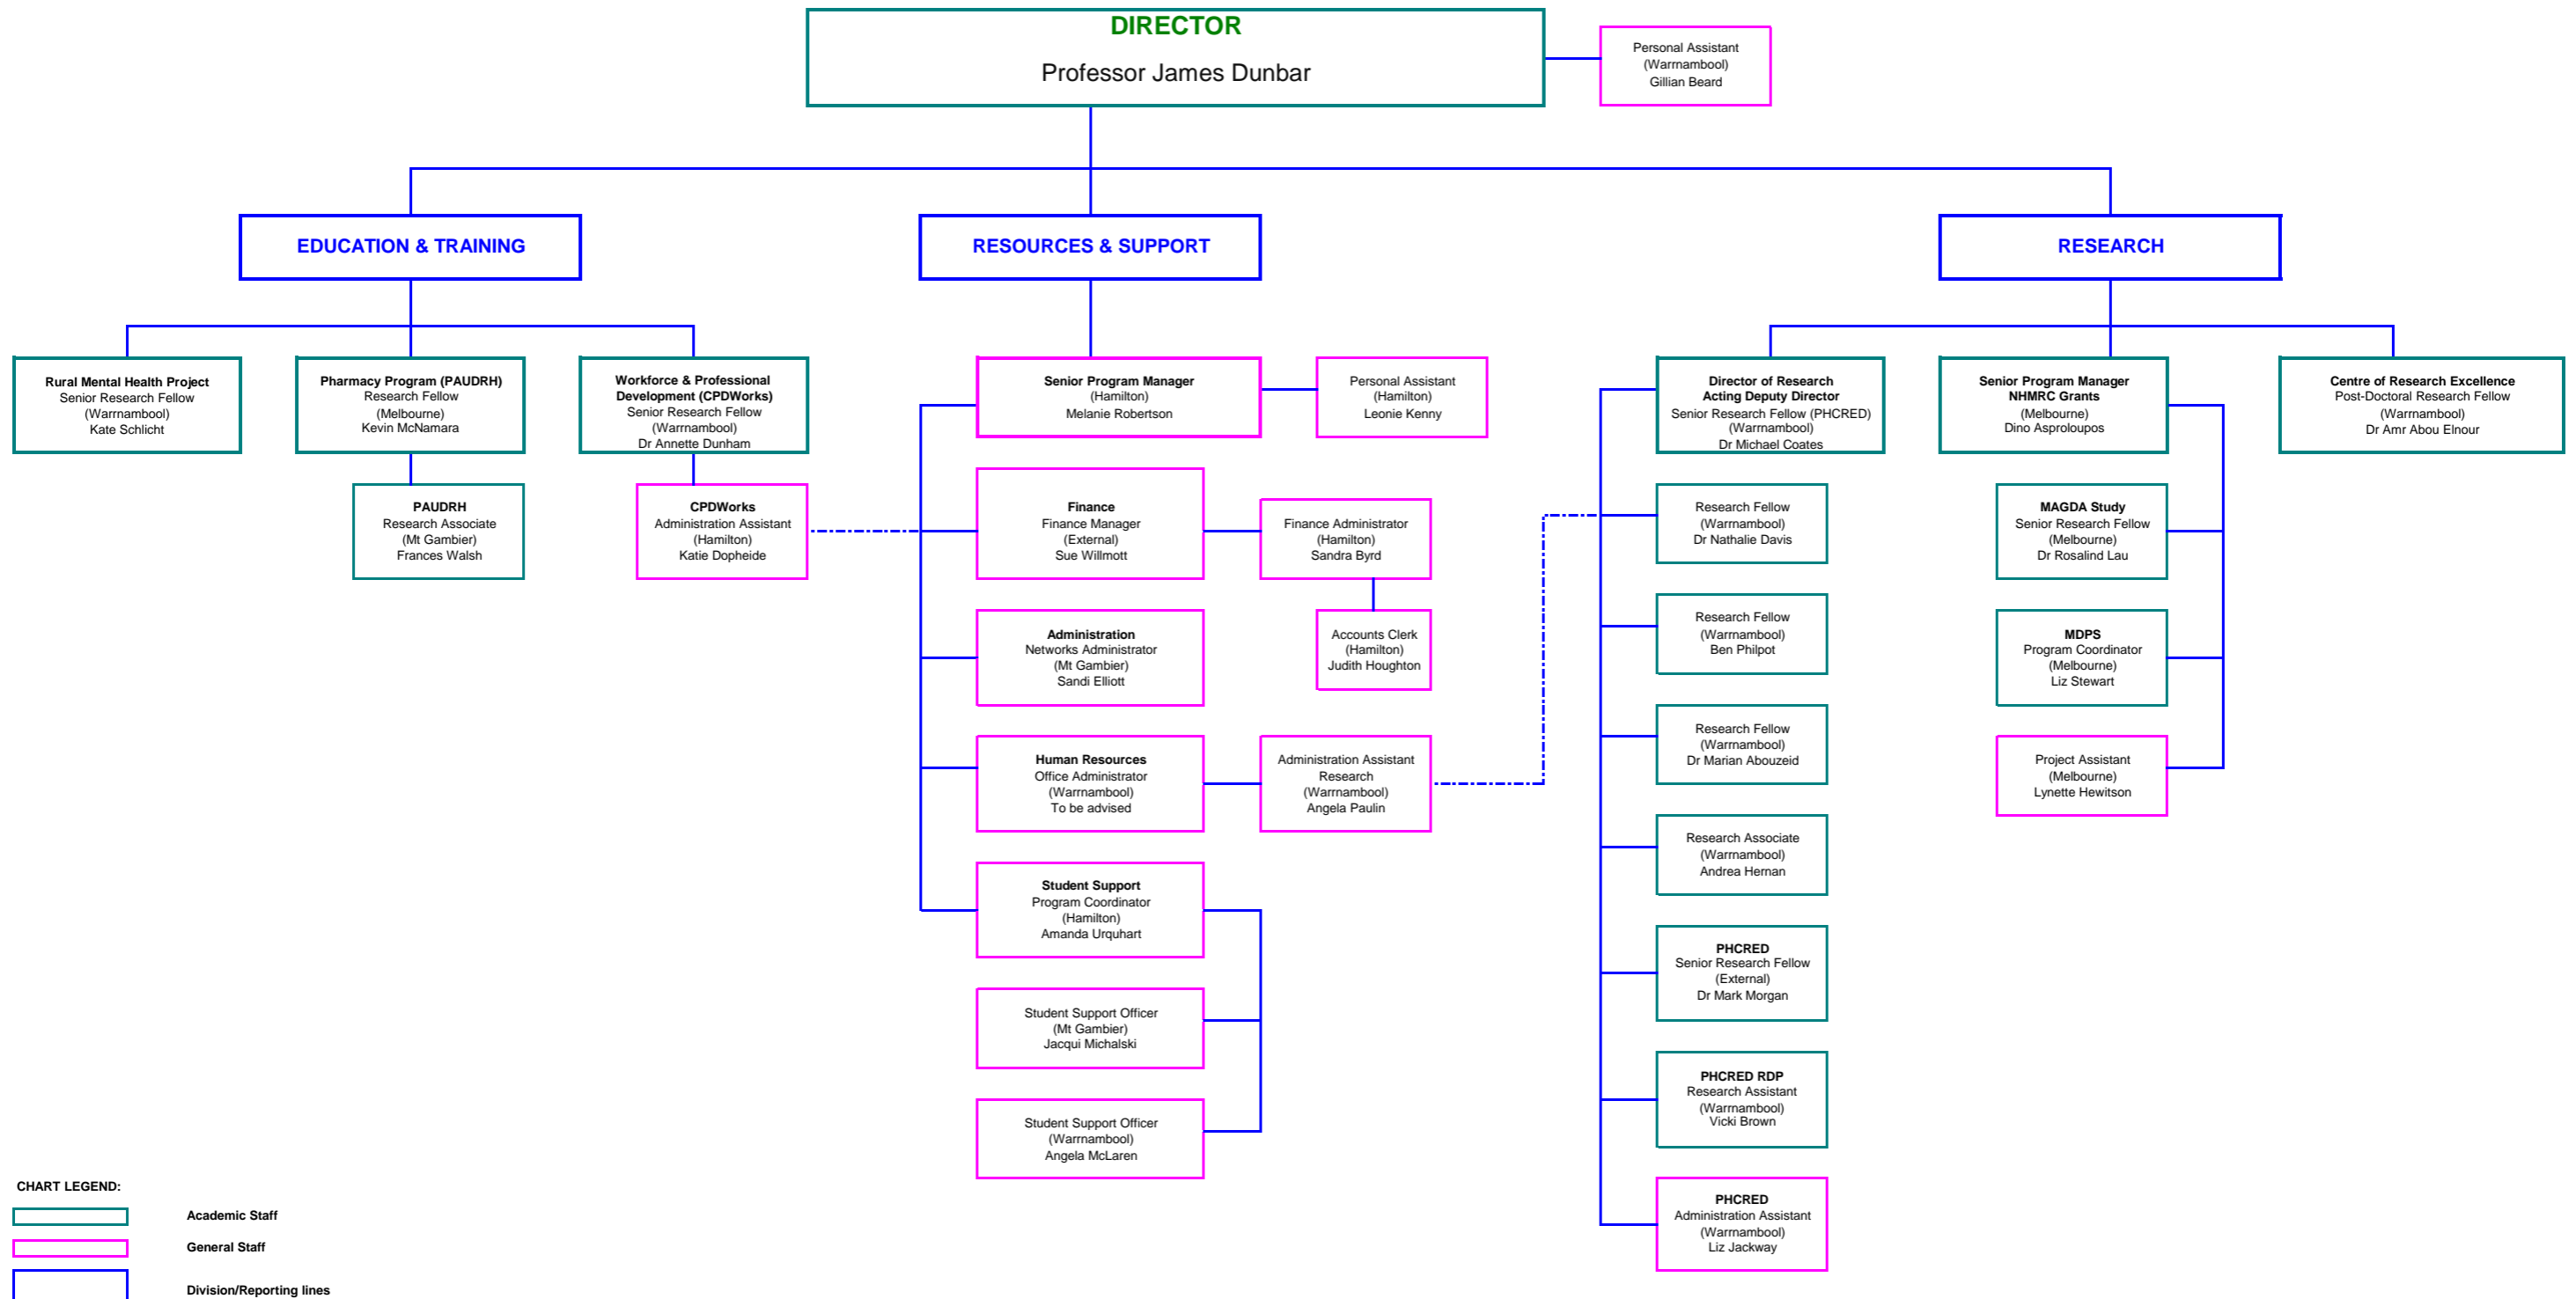 DIRECTOR
Professor James Dunbar
Personal Assistant
(Warrnambool)
Gillian Beard
EDUCATION & TRAINING
RESOURCES & SUPPORT
RESEARCH
Rural Mental Health Project
Senior Research Fellow
(Warrnambool)
Kate Schlicht
Pharmacy Program (PAUDRH)
Research Fellow
(Melbourne)
Kevin McNamara
Workforce & Professional
Development (CPDWorks)
Senior Research Fellow
(Warrnambool)
Dr Annette Dunham
PAUDRH
Research Associate
(Mt Gambier)
Frances Walsh
CPDWorks
Administration Assistant
(Hamilton)
Katie Dopheide
Senior Program Manager
(Hamilton)
Melanie Robertson
Personal Assistant
(Hamilton)
Leonie Kenny
Finance
Finance Manager
(External)
Sue Willmott
Finance Administrator
(Hamilton)
Sandra Byrd
Accounts Clerk
(Hamilton)
Judith Houghton
Administration
Networks Administrator
(Mt Gambier)
Sandi Elliott
Human Resources
Office Administrator
(Warrnambool)
To be advised
Administration Assistant
Research
(Warrnambool)
Angela Paulin
Student Support
Program Coordinator
(Hamilton)
Amanda Urquhart
Student Support Officer
(Mt Gambier)
Jacqui Michalski
Student Support Officer
(Warrnambool)
Angela McLaren
Director of Research
Acting Deputy Director
Senior Research Fellow (PHCRED)
(Warrnambool)
Dr Michael Coates
Research Fellow
(Warrnambool)
Dr Nathalie Davis
Research Fellow
(Warrnambool)
Ben Philpot
Research Fellow
(Warrnambool)
Dr Marian Abouzeid
Research Associate
(Warrnambool)
Andrea Hernan
PHCRED
Senior Research Fellow
(External)
Dr Mark Morgan
PHCRED RDP
Research Assistant
(Warrnambool)
Vicki Brown
PHCRED
Administration Assistant
(Warrnambool)
Liz Jackway
Senior Program Manager
NHMRC Grants
(Melbourne)
Dino Asproloupos
MAGDA Study
Senior Research Fellow
(Melbourne)
Dr Rosalind Lau
MDPS
Program Coordinator
(Melbourne)
Liz Stewart
Project Assistant
(Melbourne)
Lynette Hewitson
Centre of Research Excellence
Post-Doctoral Research Fellow
(Warrnambool)
Dr Amr Abou Elnour
CHART LEGEND:
Academic Staff
General Staff
Division/Reporting lines